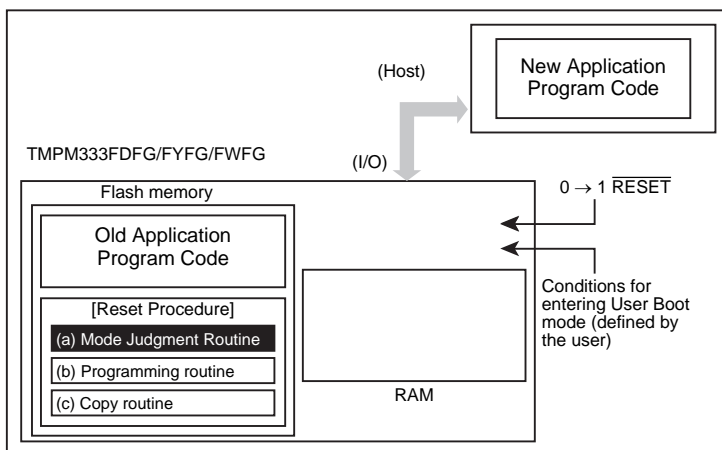 (Host)
New Application
Program Code
TMPM333FDFG/FYFG/FWFG
(I/O)
Flash memory
0 → 1 RESET
Old Application
Program Code
[Reset Procedure]
(a) Mode Judgment Routine
(b) Programming routine
(c) Copy routine
RAM
Conditions for
entering User Boot
mode (defined by
the user)